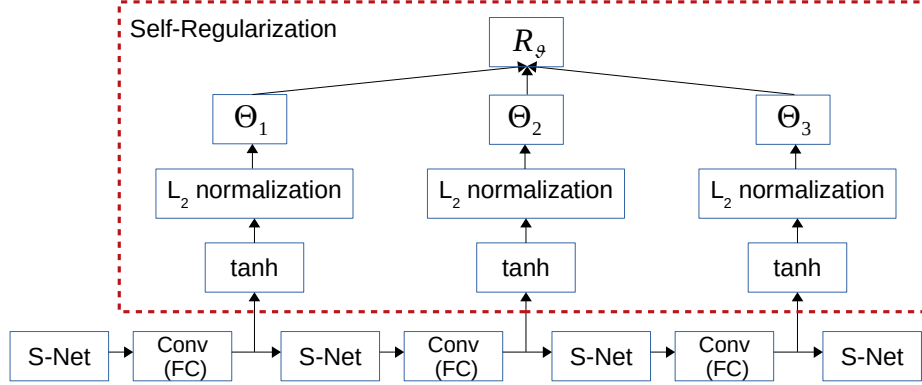 Self-Regularization
R𝜗
Θ1 Θ2 Θ3
L2 normalization L2 normalization L2 normalization
tanh tanh tanh
S-Net Conv (FC) S-Net Conv (FC) S-Net Conv (FC) S-Net